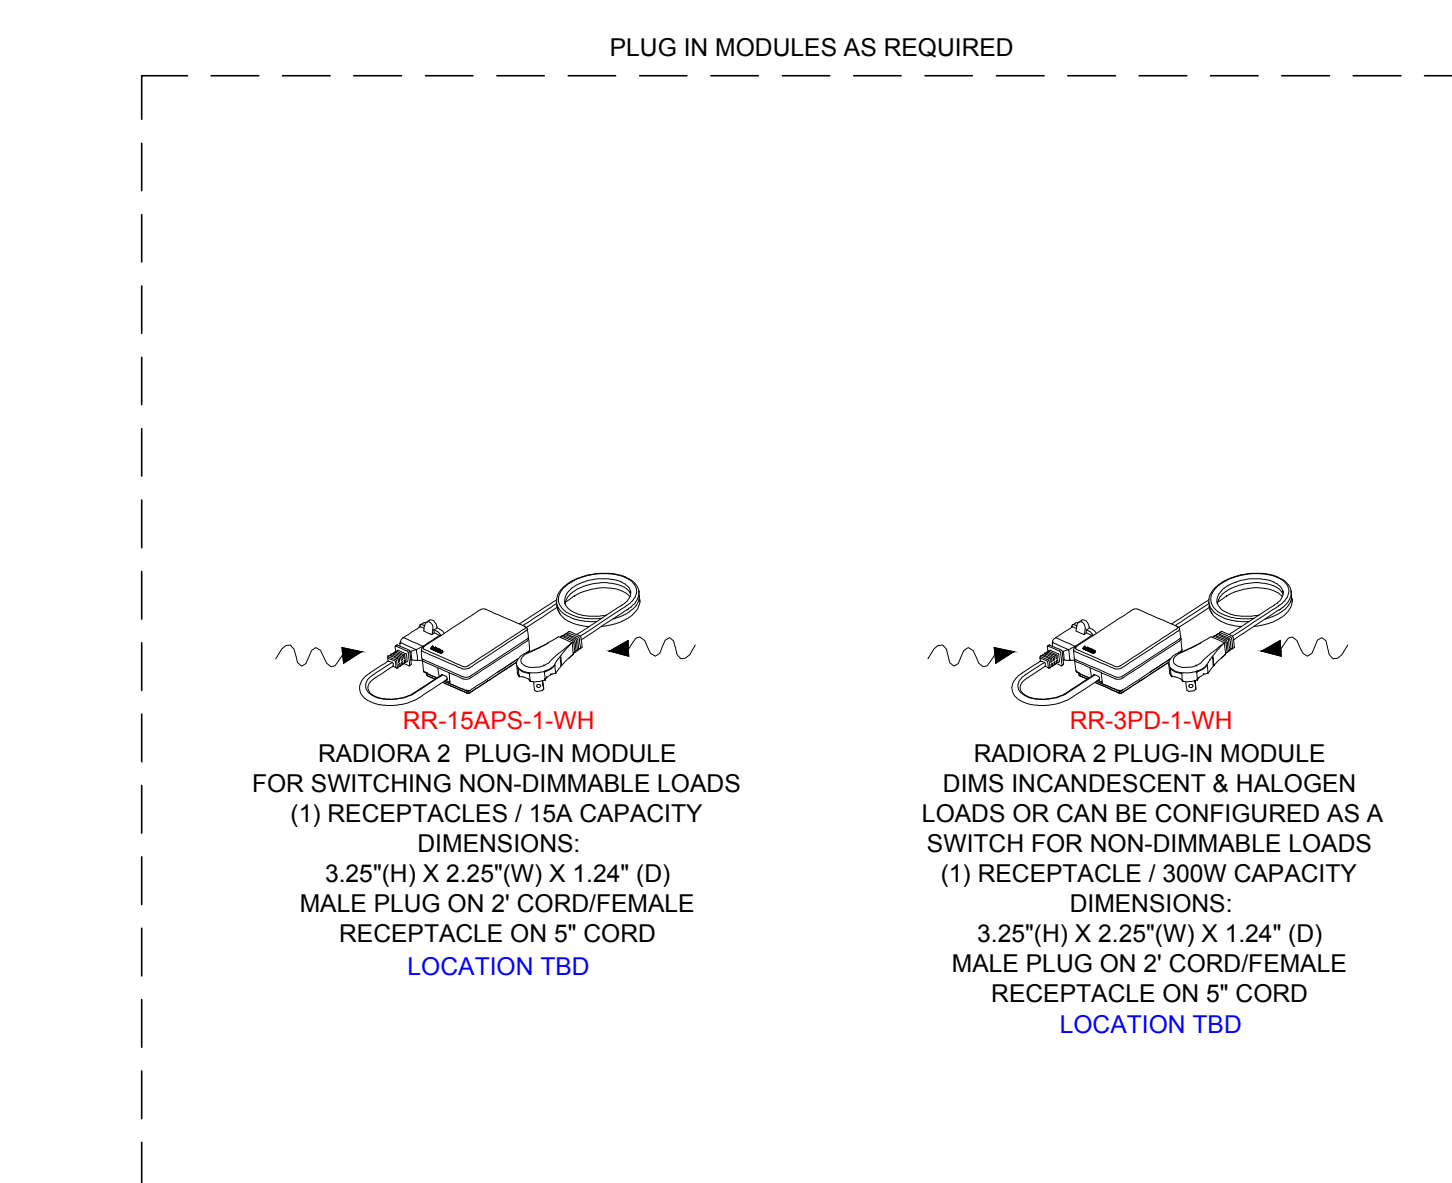 PLUG IN MODULES AS REQUIRED
RR-15APS-1-WH
RADIORA 2  PLUG-IN MODULE
FOR SWITCHING NON-DIMMABLE LOADS
(1) RECEPTACLES / 15A CAPACITY
DIMENSIONS:
3.25"(H) X 2.25"(W) X 1.24" (D)
MALE PLUG ON 2' CORD/FEMALE
RECEPTACLE ON 5" CORD
LOCATION TBD
RR-3PD-1-WH
RADIORA 2 PLUG-IN MODULE
DIMS INCANDESCENT & HALOGEN
LOADS OR CAN BE CONFIGURED AS A
SWITCH FOR NON-DIMMABLE LOADS
(1) RECEPTACLE / 300W CAPACITY
DIMENSIONS:
3.25"(H) X 2.25"(W) X 1.24" (D)
MALE PLUG ON 2' CORD/FEMALE
RECEPTACLE ON 5" CORD
LOCATION TBD